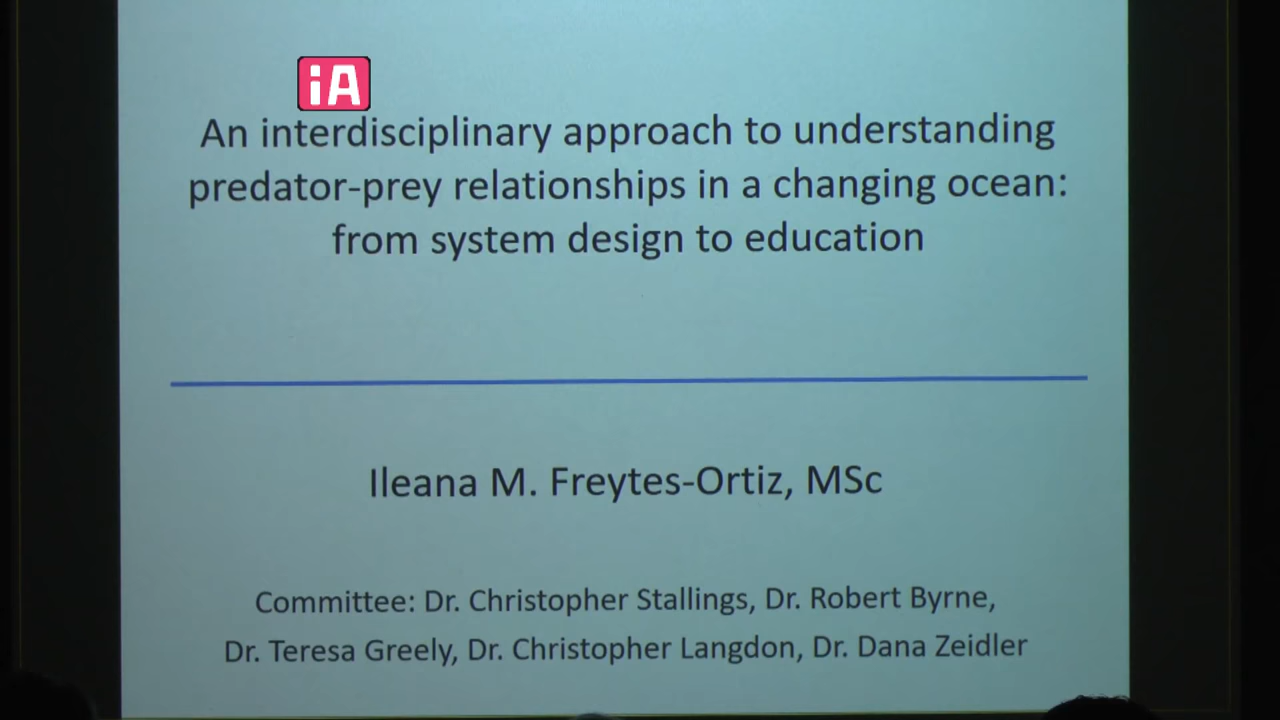 iA
An interdisciplinary approach to understanding
predator-prey relationships in a changing ocean:
from system design to education
Ileana M. Freytes-Ortiz, MSc
Committee: Dr. Christopher Stallings, Dr. Robert Byrne,
Dr. Teresa Greely, Dr. Christopher Langdon, Dr. Dana Zeidler